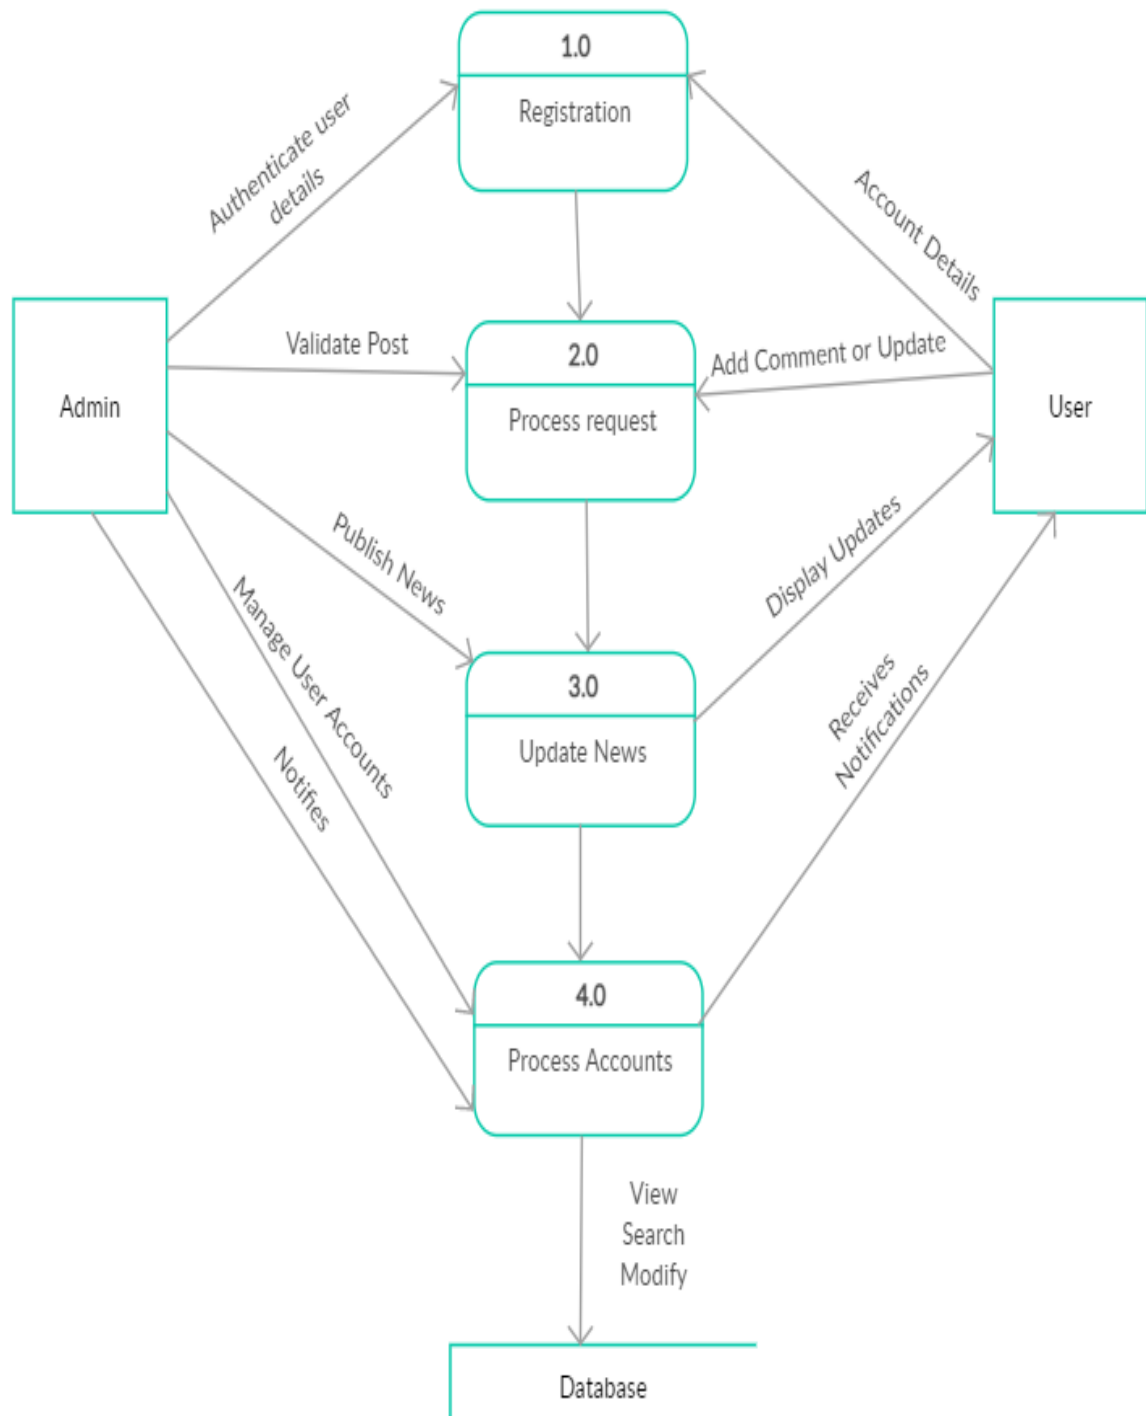 1.0
Registration
Authenticate user
details
Account Details
Admin
Validate Post
2.0
Process request
Add Comment or Update
User
Publish News
Manage User Accounts
Notifies
3.0
Update News
Display Updates
Receives
Notifications
4.0
Process Accounts
View
Search
Modify
Database